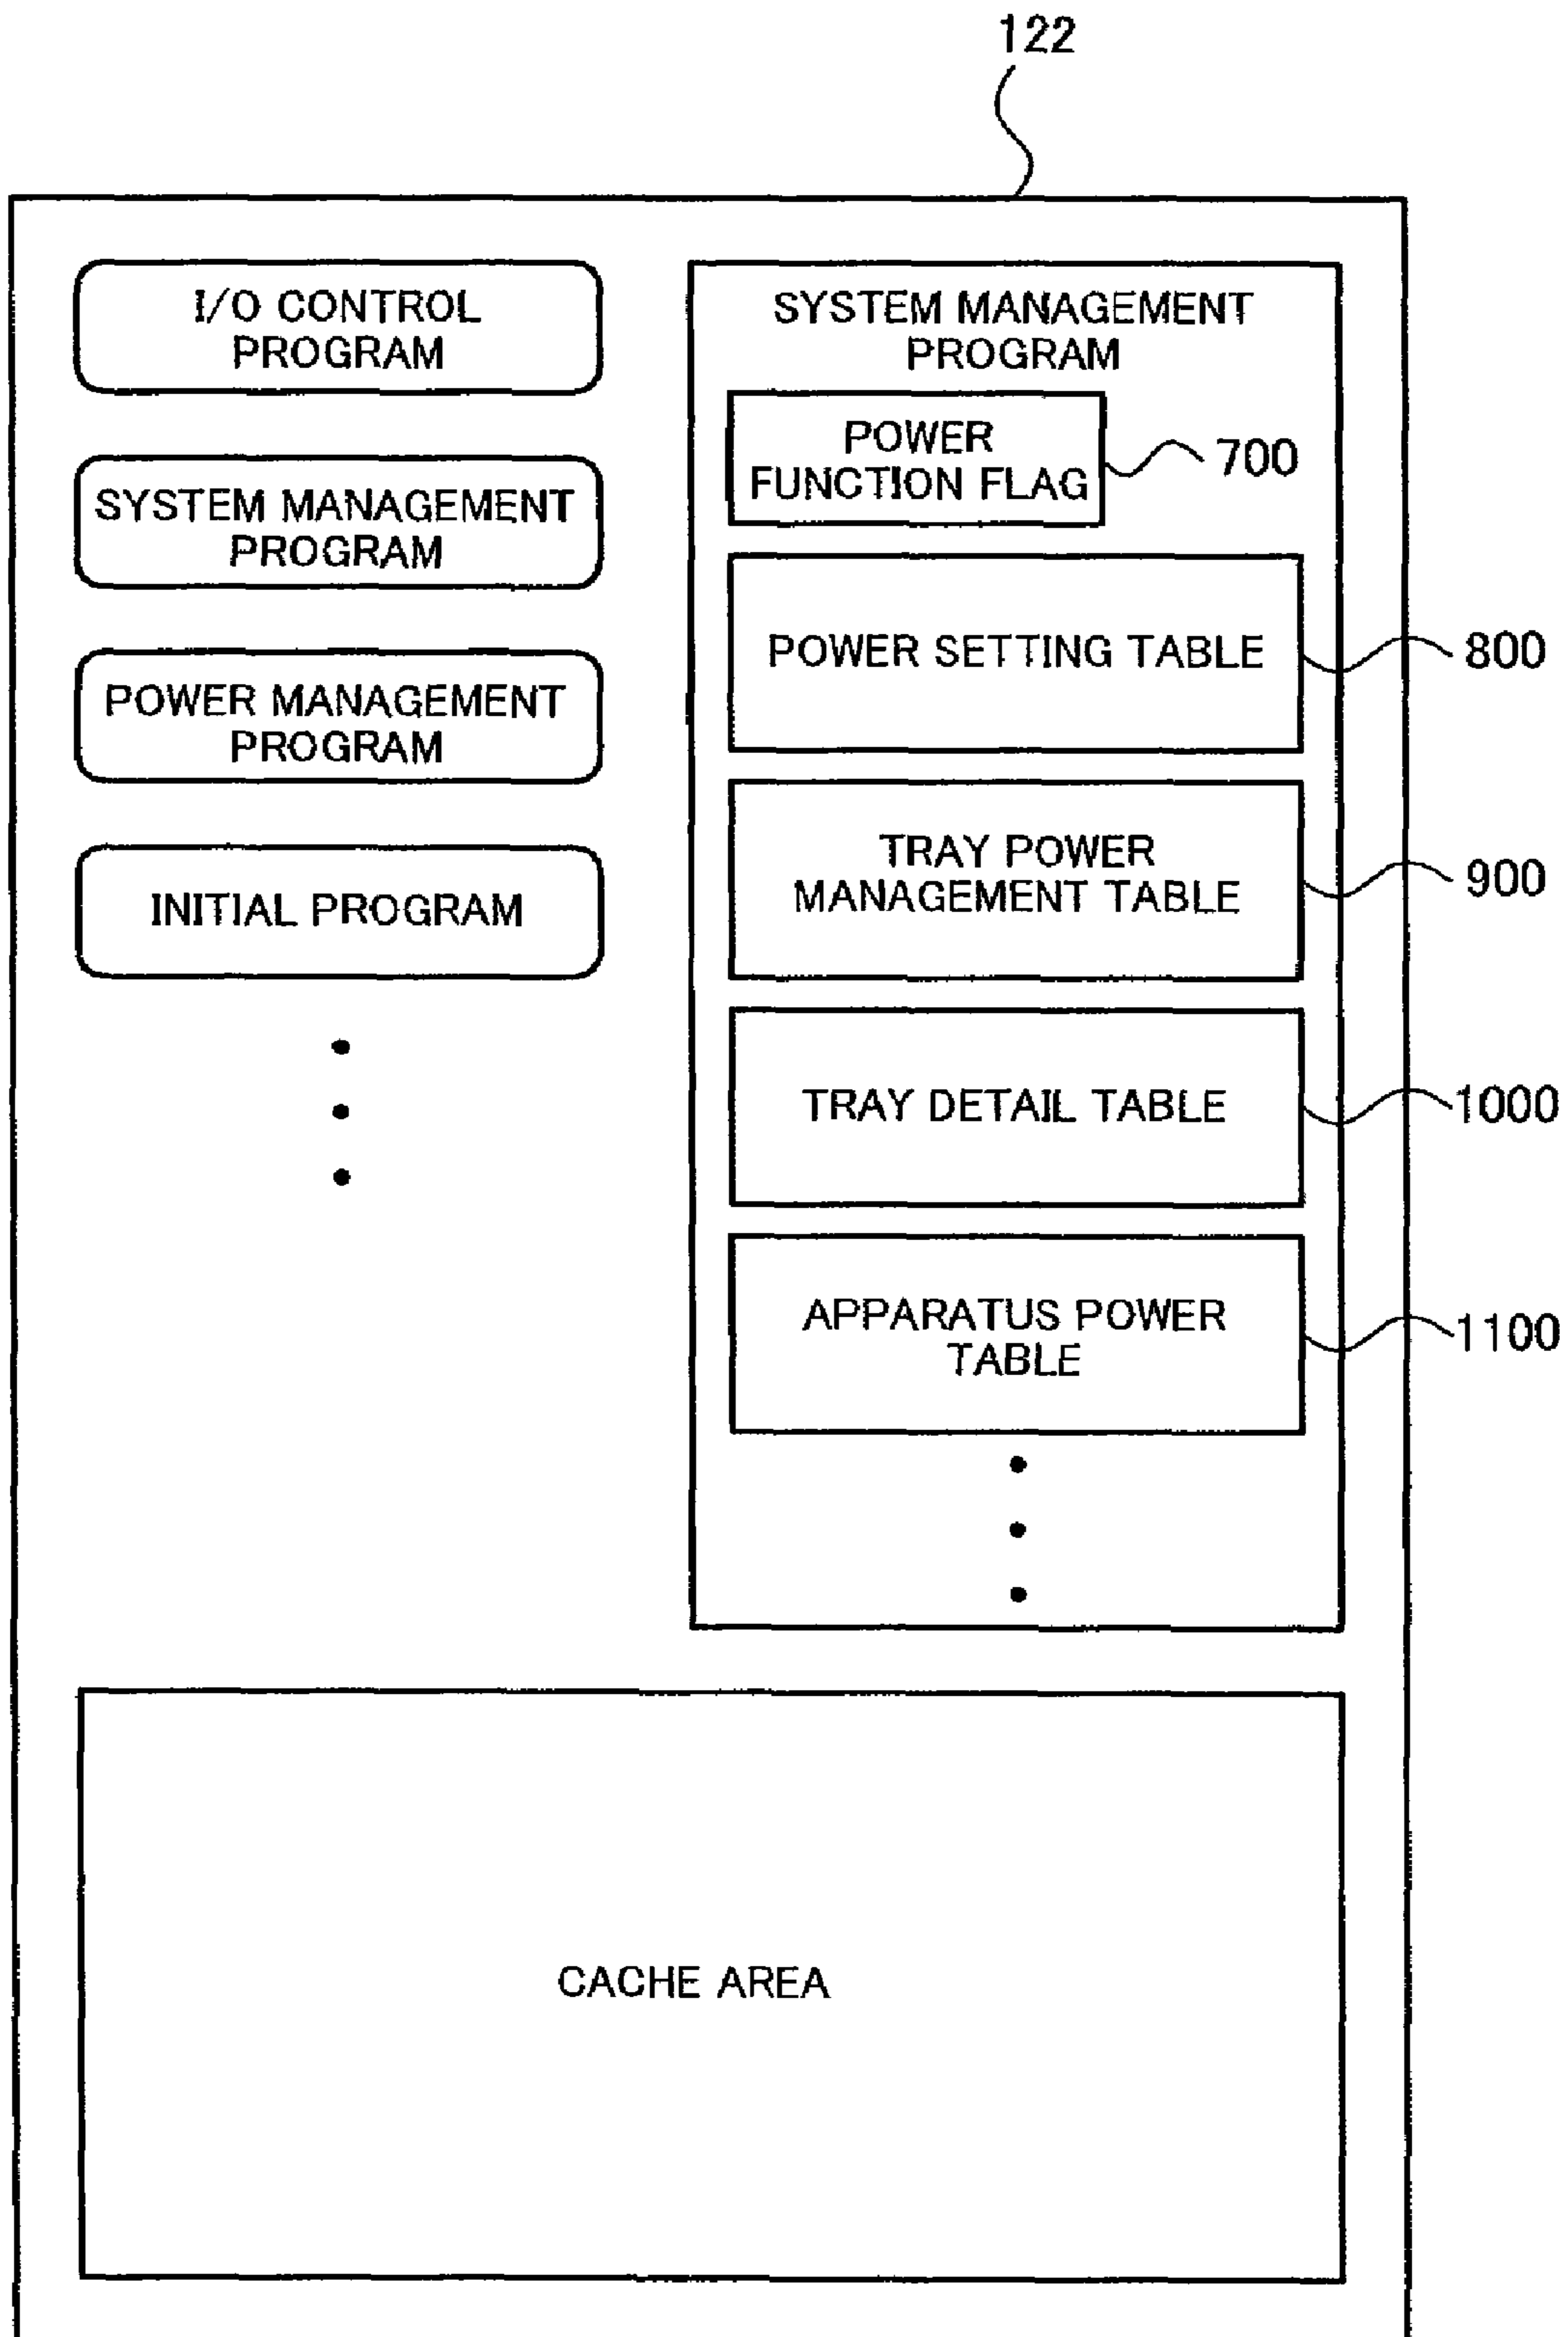 122
I/O CONTROL
PROGRAM
SYSTEM MANAGEMENT
PROGRAM
POWER MANAGEMENT
PROGRAM
INITIAL PROGRAM
SYSTEM MANAGEMENT
PROGRAM
POWER
FUNCTION FLAG
700
POWER SETTING TABLE
800
TRAY POWER
MANAGEMENT TABLE
900
TRAY DETAIL TABLE
1000
APPARATUS POWER
TABLE
1100
CACHE AREA